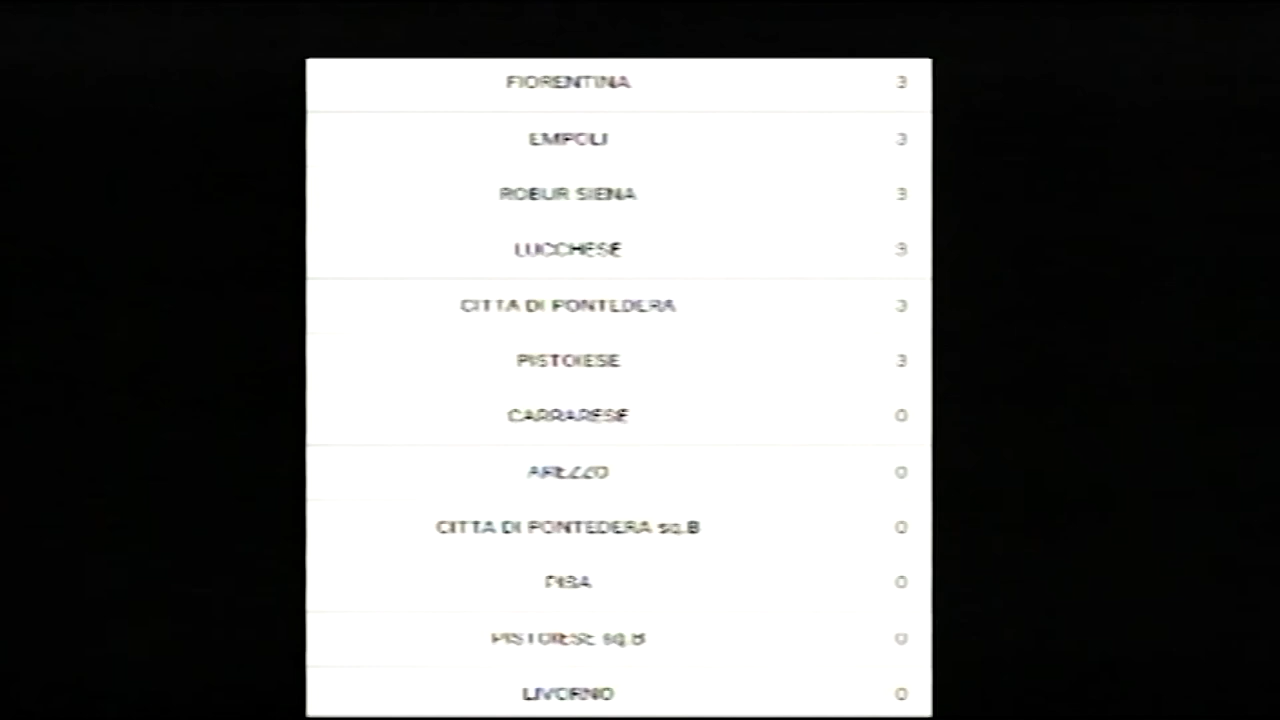 FIORENTINA 3
EMPOLI 3
ROBUR SIENA 3
LUCCHESE 3
CITTA DI PONTEDERA 3
PISTOIESE 3
CARRARESE 0
AREZZO 0
CITTA DI PONTEDERA sq.B 0
PISA 0
PISTOIESE sq.B 0
LIVORNO 0